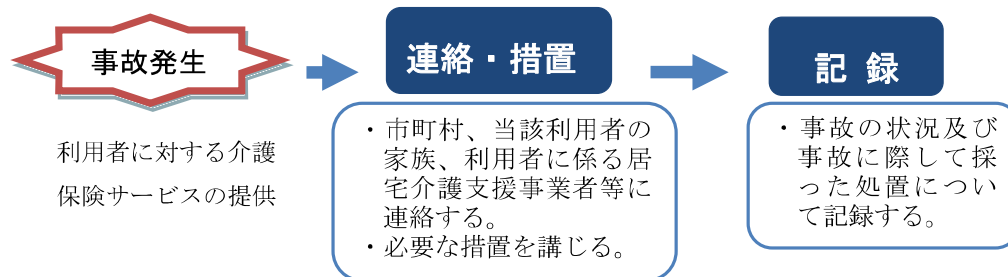 事故発生
利用者に対する介護
保険サービスの提供
連絡・措置
・市町村、当該利用者の
家族、利用者に係る居
宅介護支援事業者等に
連絡する。
・必要な措置を講じる。
記 録
・事故の状況及び
事故に際して採
った処置につい
て記録する。